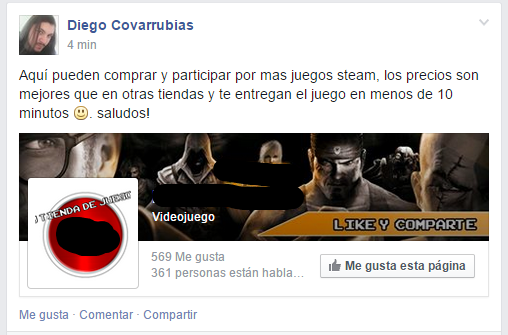 Diego Covarrubias
4 min
Aquí pueden comprar y participar por mas juegos steam, los precios son
mejores que en otras tiendas y te entregan el juego en menos de 10
minutos 🙂. saludos!
TIENDA DE JUEG
Videojuego
LIKE Y COMPARTE
569 Me gusta
361 personas están habla...
Me gusta esta página
Me gusta · Comentar · Compartir